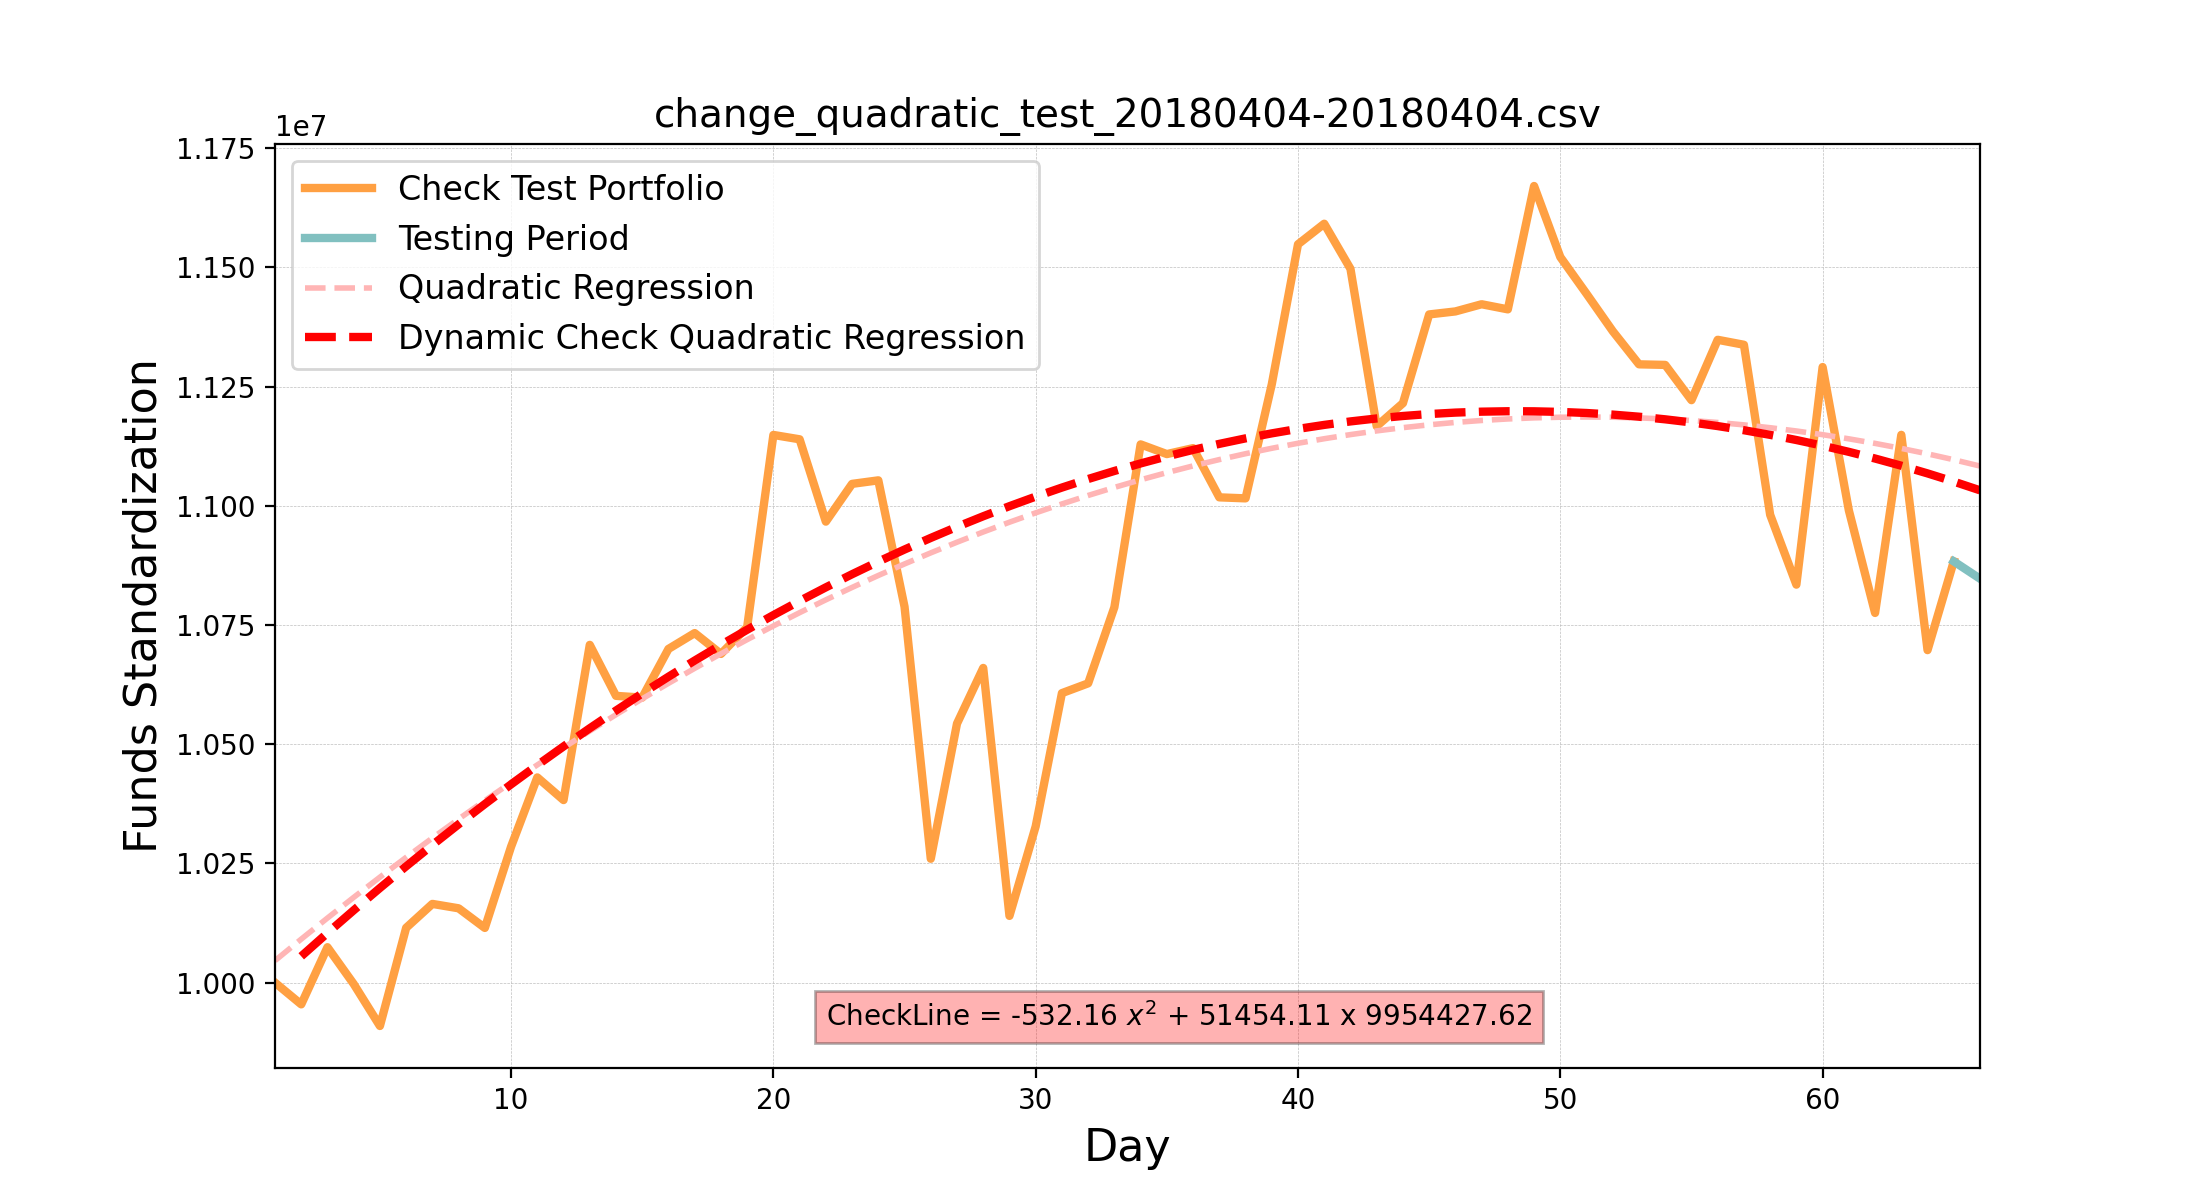 change_quadratic_test_20180404-20180404.csv
1e7
Check Test Portfolio
Testing Period
Quadratic Regression
Dynamic Check Quadratic Regression
1.175
1.150
1.125
1.100
1.075
1.050
1.025
1.000
Funds Standardization
CheckLine = -532.16 x² + 51454.11 x 9954427.62
10 20 30 40 50 60
Day